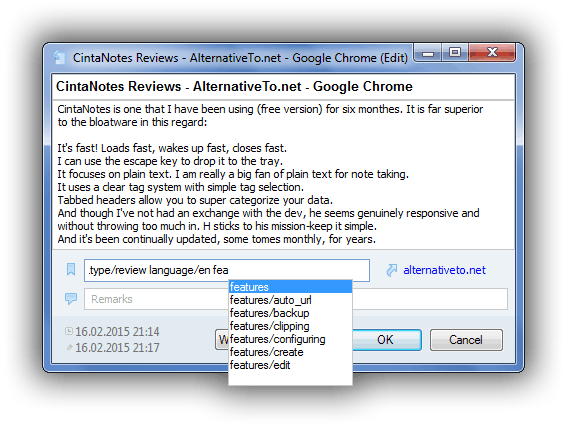 CintaNotes Reviews - AlternativeTo.net - Google Chrome (Edit)
CintaNotes Reviews - AlternativeTo.net - Google Chrome
CintaNotes is one that I have been using (free version) for six monthes. It is far superior
to the bloatware in this regard:
It's fast! Loads fast, wakes up fast, closes fast.
I can use the escape key to drop it to the tray.
It focuses on plain text. I am really a big fan of plain text for note taking.
It uses a clear tag system with simple tag selection.
Tabbed headers allow you to super categorize your data.
And though I've not had an exchange with the dev, he seems genuinely responsive and
without throwing too much in. H sticks to his mission-keep it simple.
And it's been continually updated, some tomes monthly, for years.
.type/review language/en fea
alternativeto.net
Remarks
features
features/auto_url
features/backup
features/clipping
features/configuring
features/create
features/edit
16.02.2015 21:14
16.02.2015 21:17
OK
Cancel